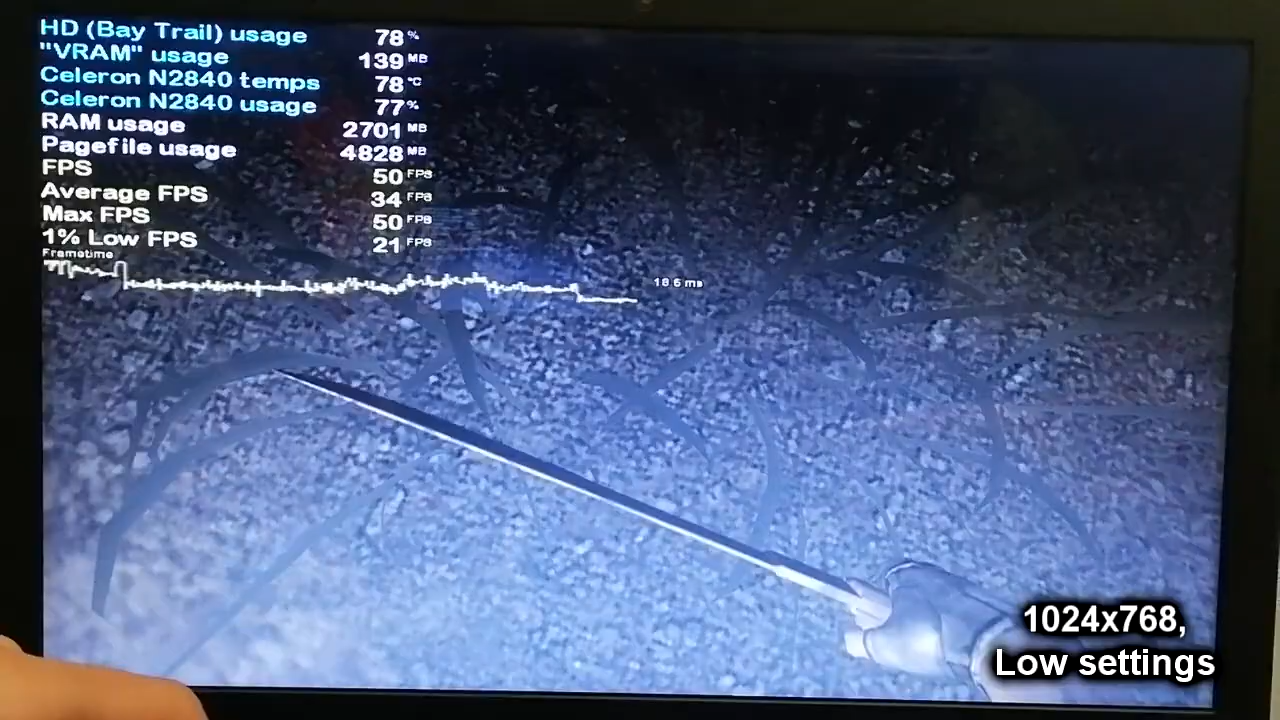 HD (Bay Trail) usage 78 %
"VRAM" usage 139 MB
Celeron N2840 temps 78 °C
Celeron N2840 usage 77 %
RAM usage 2701 MB
Pagefile usage 4828 MB
FPS 50 FPS
Average FPS 34 FPS
Max FPS 50 FPS
1% Low FPS 21 FPS
Frametime
18.6 ms
1024x768,
Low settings